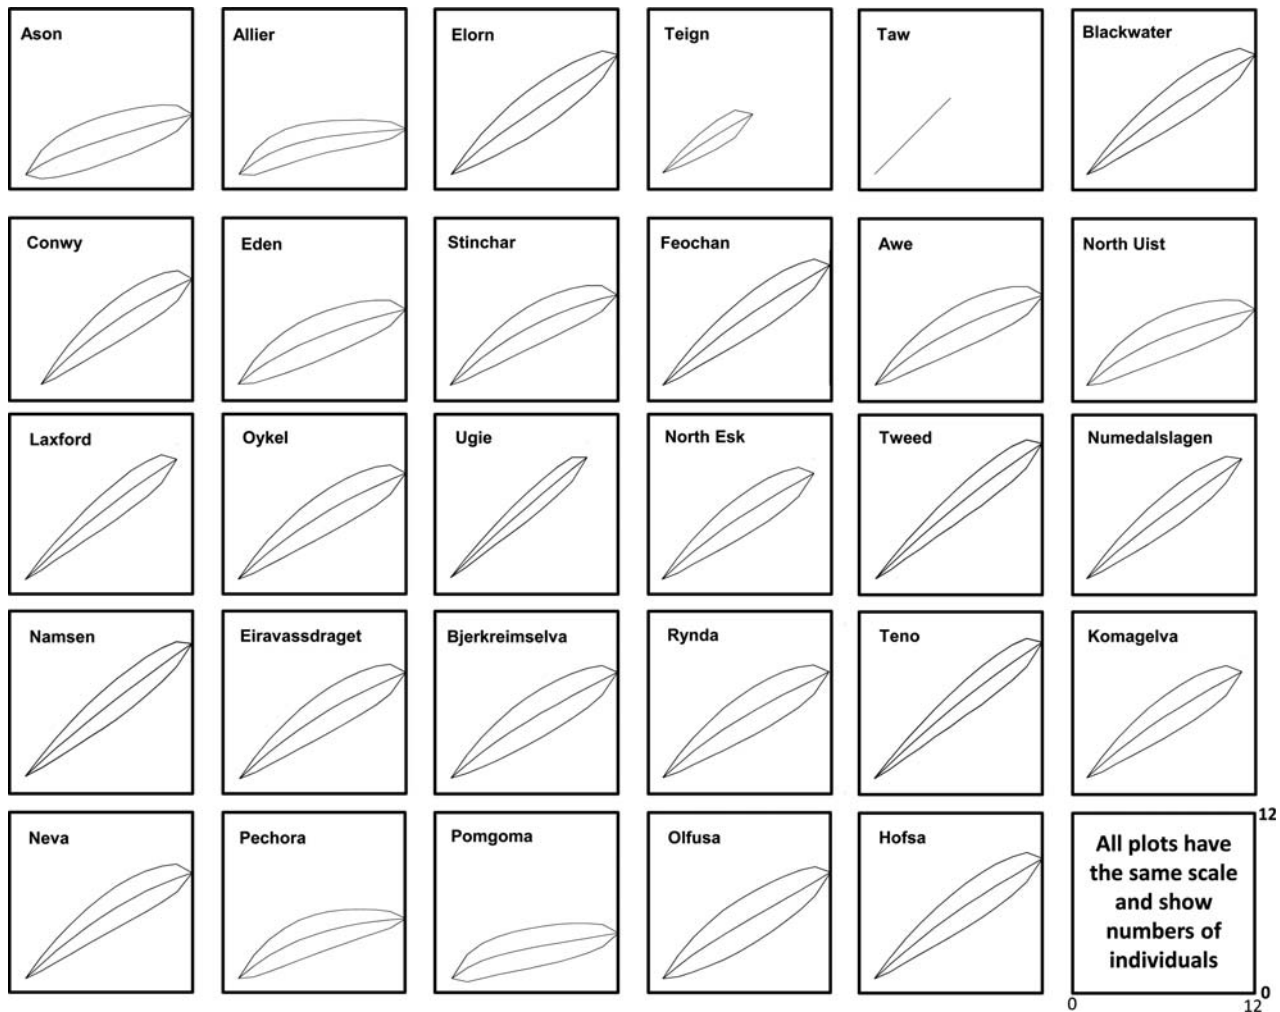 Ason
Allier
Elorn
Teign
Taw
Blackwater
Conwy
Eden
Stinchar
Feochan
Awe
North Uist
Laxford
Oykel
Ugie
North Esk
Tweed
Numedalslagen
Namsen
Eiravassdraget
Bjerkreimselva
Rynda
Teno
Komagelva
Neva
Pechora
Pomgoma
Olfusa
Hofsa
12
All plots have
the same scale
and show
numbers of
individuals
0
0
12